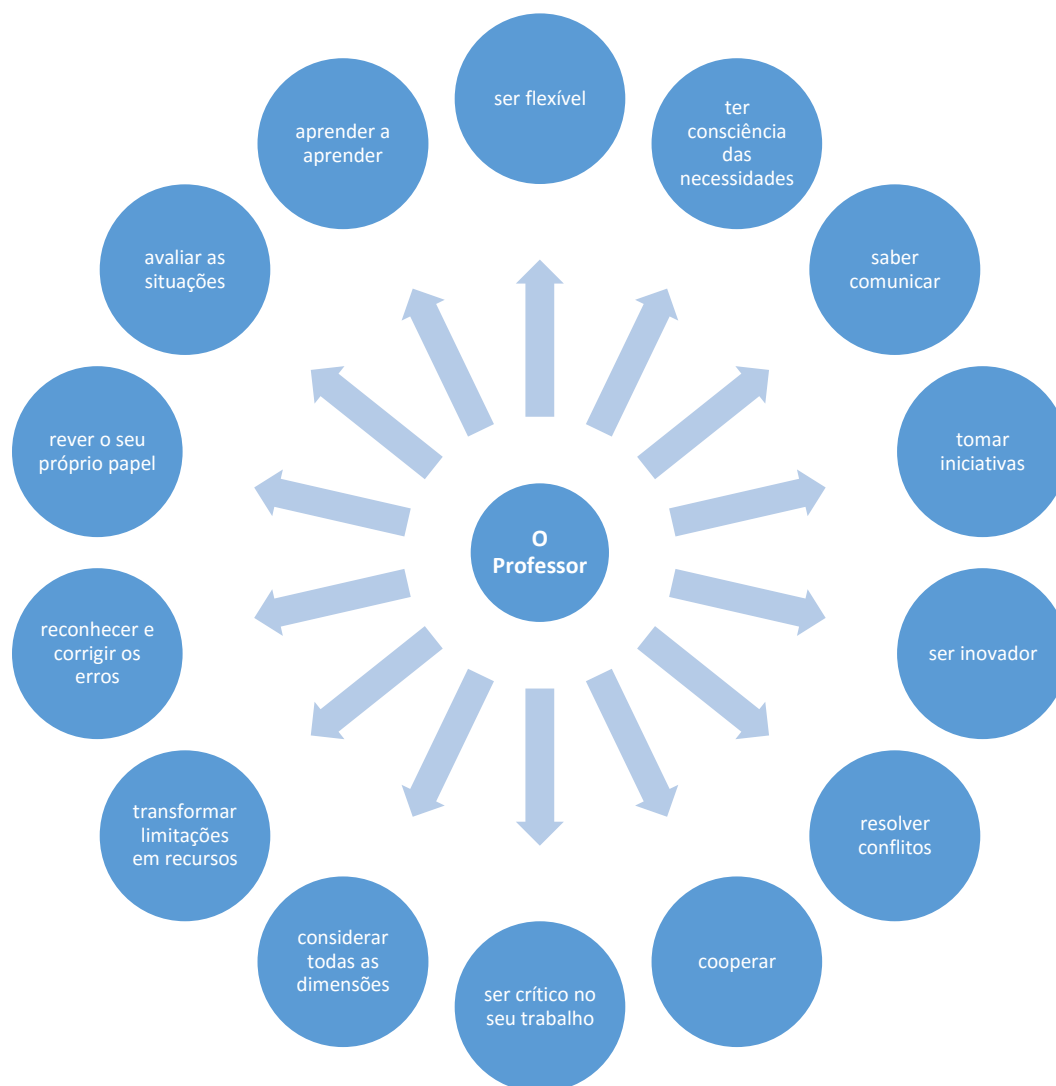 ser flexível
ter
consciência
das
necessidades
saber
comunicar
tomar
iniciativas
ser inovador
resolver
conflitos
cooperar
ser crítico no
seu trabalho
considerar
todas as
dimensões
transformar
limitações
em recursos
reconhecer e
corrigir os
erros
rever o seu
próprio papel
avaliar as
situações
aprender a
aprender
O
Professor